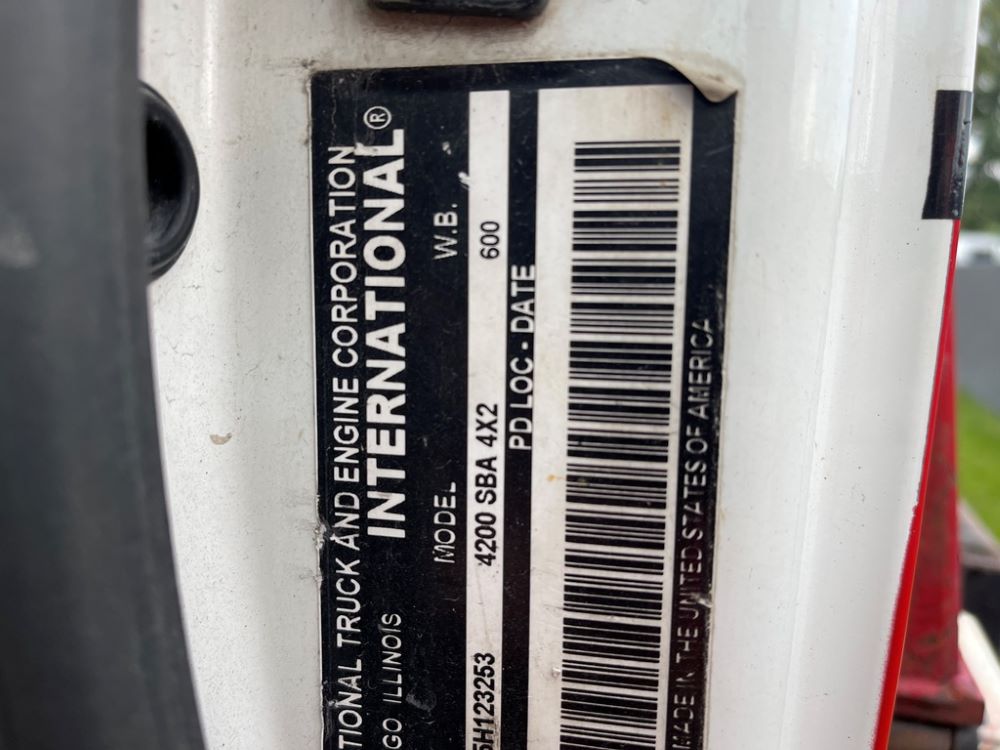 TIONAL TRUCK AND ENGINE CORPORATION
GO ILLINOIS INTERNATIONAL®
MODEL W.B.
5H123253 4200 SBA 4X2 600
PD LOC - DATE
MADE IN THE UNITED STATES OF AMERICA